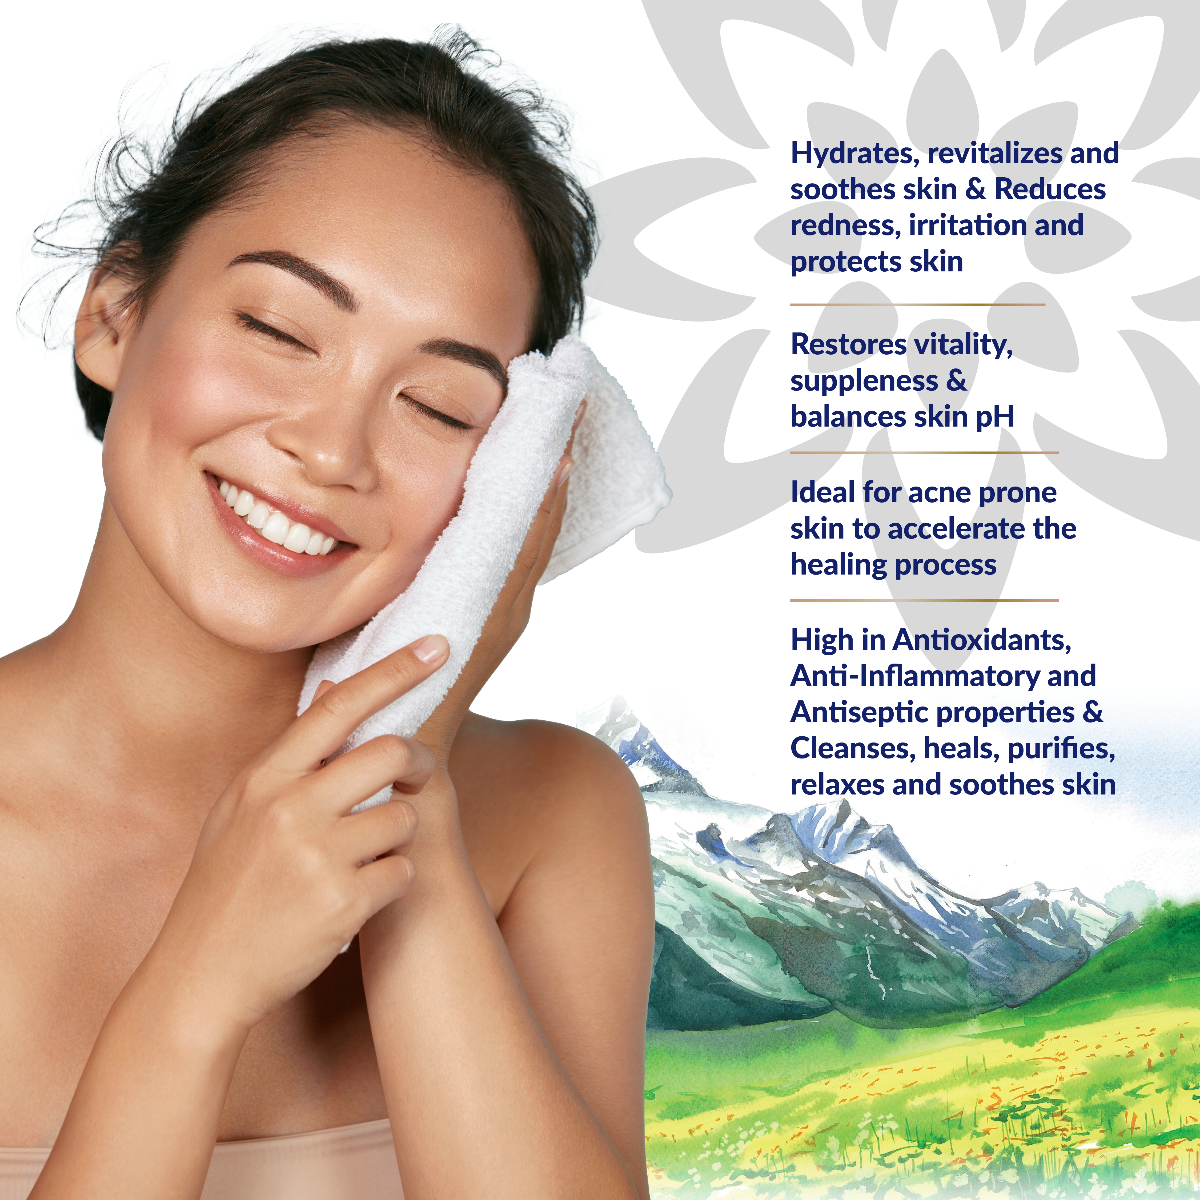 Hydrates, revitalizes and
soothes skin & Reduces
redness, irritation and
protects skin
Restores vitality,
suppleness &
balances skin pH
Ideal for acne prone
skin to accelerate the
healing process
High in Antioxidants,
Anti-Inflammatory and
Antiseptic properties &
Cleanses, heals, purifies,
relaxes and soothes skin